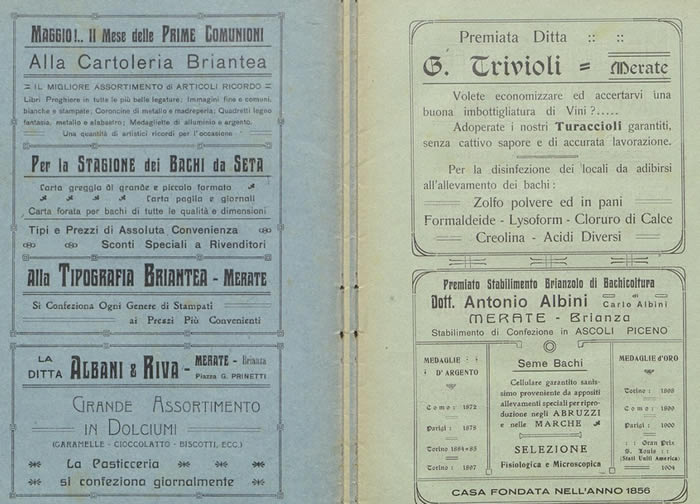 MAGGIO!.. Il Mese delle PRIME COMUNIONI
Alla Cartoleria Briantea
IL MIGLIORE ASSORTIMENTO di ARTICOLI RICORDO
Libri Preghiere in tutte le più belle legature; Immagini fine e comuni,
bianche e stampate; Coroncine di metallo e madreperla; Quadretti legno
fantasia, metallo e alabastro; Medagliette di alluminio e argento.
Una quantità di artistici ricordi per l'occasione
Per la STAGIONE dei BACHI da SETA
Carta greggia di grande e piccolo formato
Carta paglia e giornali
Carta forata per bachi di tutte le qualità e dimensioni
Tipi e Prezzi di Assoluta Convenienza
Sconti Speciali a Rivenditori
Alla TIPOGRAFIA BRIANTEA - MERATE
Si Confeziona Ogni Genere di Stampati
ai Prezzi Più Convenienti
LA DITTA ALBANI & RIVA - MERATE - Brianza
Piazza G. PRINETTI
GRANDE ASSORTIMENTO
IN DOLCIUMI
(CARAMELLE - CIOCCOLATTO - BISCOTTI, ECC.)
La Pasticceria
si confeziona giornalmente
Premiata Ditta :: ::
G. Trivioli = Merate
Volete economizzare ed accertarvi una
buona imbottigliatura di Vini ?.....
Adoperate i nostri Turaccioli garantiti,
senza cattivo sapore e di accurata lavorazione.
Per la disinfezione dei locali da adibirsi
all'allevamento dei bachi:
Zolfo polvere ed in pani
Formaldeide - Lysoform - Cloruro di Calce
Creolina - Acidi Diversi
Premiato Stabilimento Brianzolo di Bachicoltura
Dott. Antonio Albini di Carlo Albini
MERATE - Brianza
Stabilimento di Confezione in ASCOLI PICENO
MEDAGLIE
D'ARGENTO
Como: 1872
Parigi: 1878
Torino 1884-85
Torino: 1897
Seme Bachi
Cellulare garantito sanis-
simo proveniente da appositi
allevamenti speciali per ripro-
duzione negli ABRUZZI
e nelle MARCHE
SELEZIONE
Fisiologica e Microscopica
MEDAGLIE D'ORO
Torino: 1898
Como: 1899
Parigi: 1900
:: Gran Prix
S. Louis ::
(Stati Uniti America)
1904
CASA FONDATA NELL'ANNO 1856